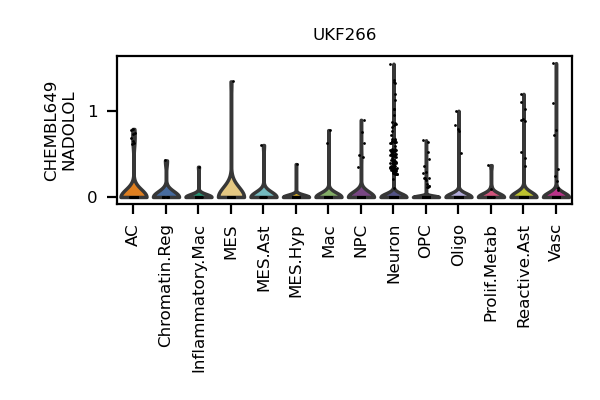 UKF266
CHEMBL649
NADOLOL
1
0
AC
Chromatin.Reg
Inflammatory.Mac
MES
MES.Ast
MES.Hyp
Mac
NPC
Neuron
OPC
Oligo
Prolif.Metab
Reactive.Ast
Vasc